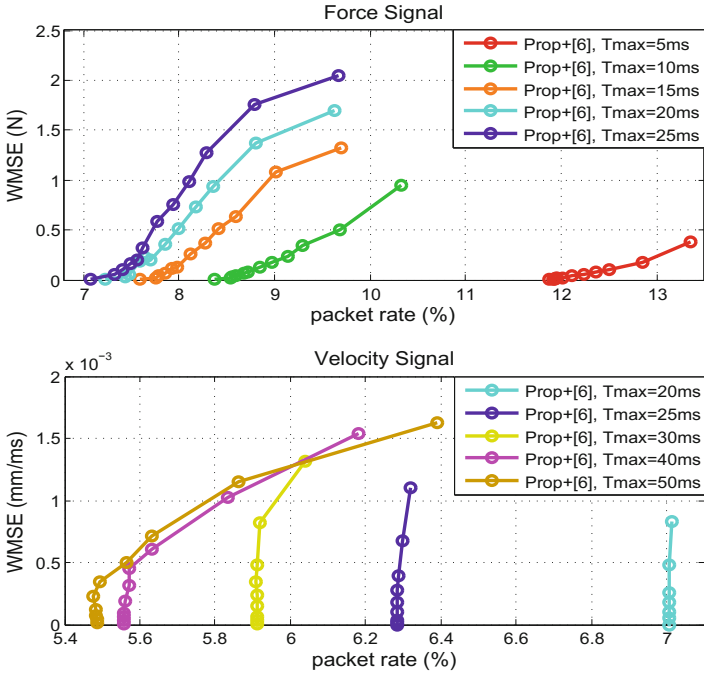 Force Signal
2.5
2
1.5
1
0.5
0
WMSE (N)
Prop+[6], Tmax=5ms
Prop+[6], Tmax=10ms
Prop+[6], Tmax=15ms
Prop+[6], Tmax=20ms
Prop+[6], Tmax=25ms
7 8 9 10 11 12 13
packet rate (%)
Velocity Signal
x 10⁻³
2
1.5
1
0.5
0
WMSE (mm/ms)
Prop+[6], Tmax=20ms
Prop+[6], Tmax=25ms
Prop+[6], Tmax=30ms
Prop+[6], Tmax=40ms
Prop+[6], Tmax=50ms
5.4 5.6 5.8 6 6.2 6.4 6.6 6.8 7
packet rate (%)